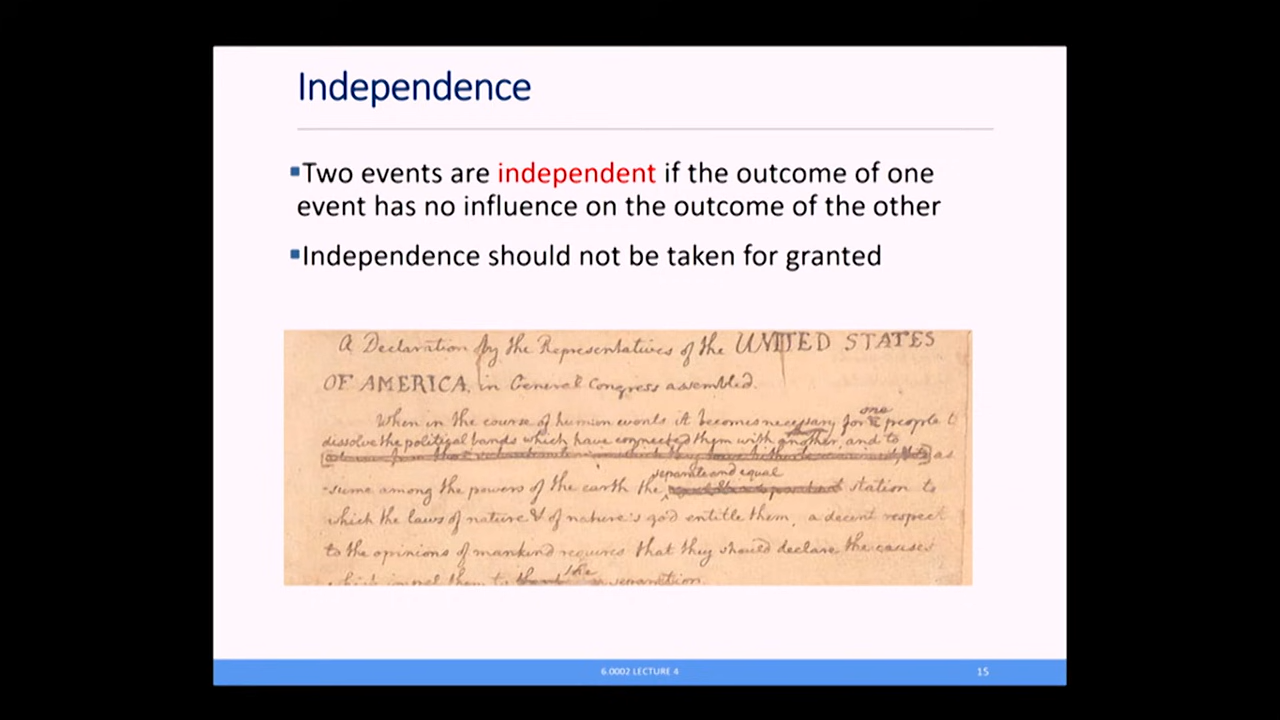 Independence
▪Two events are independent if the outcome of one
event has no influence on the outcome of the other
▪Independence should not be taken for granted
A Declaration by the Representatives of the UNITED STATES
OF AMERICA, in General Congress assembled.
When in the course of human events it becomes necessary for one people t
dissolve the political bands which have connected them with another, and to
as
separate and equal
-sume among the powers of the earth the station to
which the laws of nature & of nature's god entitle them, a decent respect
to the opinions of mankind requires that they should declare the causes
the
which impel them to separation.
6.0002 LECTURE 4
15